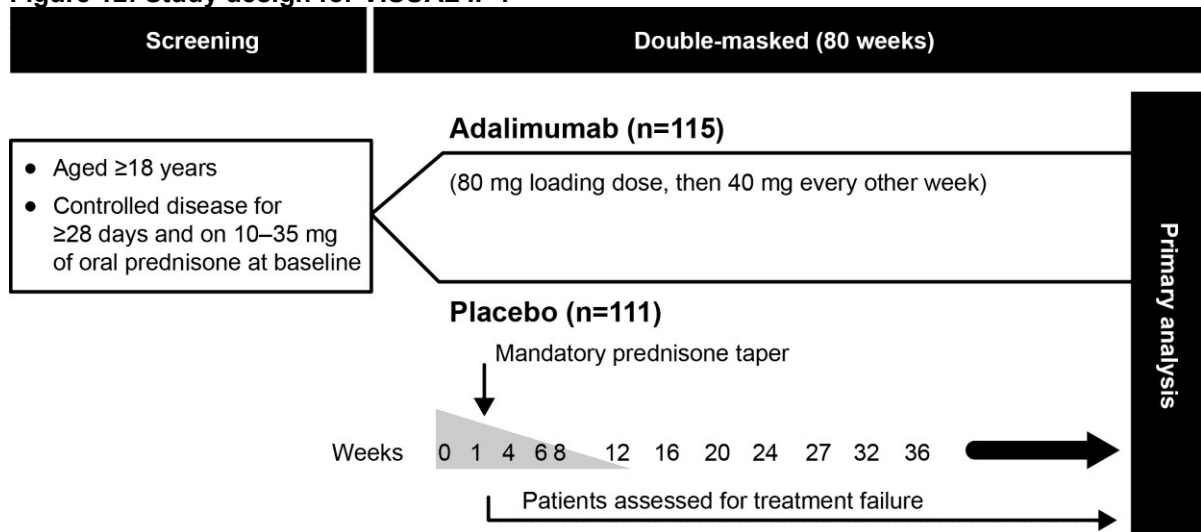 Screening
Double-masked (80 weeks)
Adalimumab (n=115)
● Aged ≥18 years
● Controlled disease for
≥28 days and on 10–35 mg
of oral prednisone at baseline
(80 mg loading dose, then 40 mg every other week)
Placebo (n=111)
Mandatory prednisone taper
Weeks 0 1 4 6 8 12 16 20 24 27 32 36
Patients assessed for treatment failure
Primary analysis